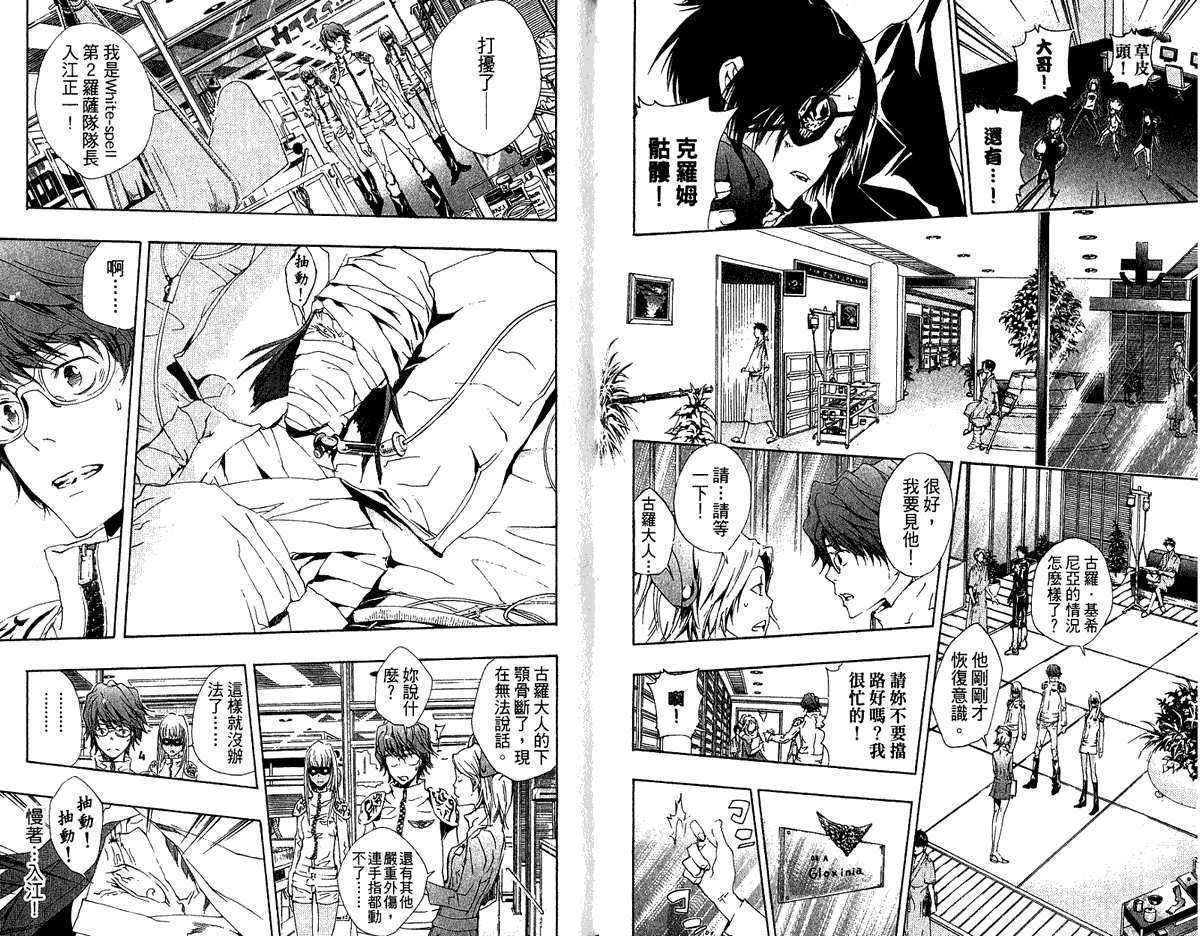 草皮
頭！
大哥！
還有…！
克羅姆
骷髏！
古羅．基希
尼亞的情況
怎麼樣了？
他剛剛才
恢復意識。
很好，
我要見他！
請…請等
一下！
古羅大人…
請妳不要擋
路好嗎？我
很忙的！
啊！
Gloxinia
コン
コン
打擾了──
我是White-spell
第２羅薩隊隊長
入江正一！
抽動！
啊……
古羅大人的下
顎骨斷了，現
在無法說話。
妳說什
麼？
還有其他
嚴重外傷，
連手指都動
不了……
這樣就沒辦
法了……
………
………
抽動！
抽動！
慢著…入江！